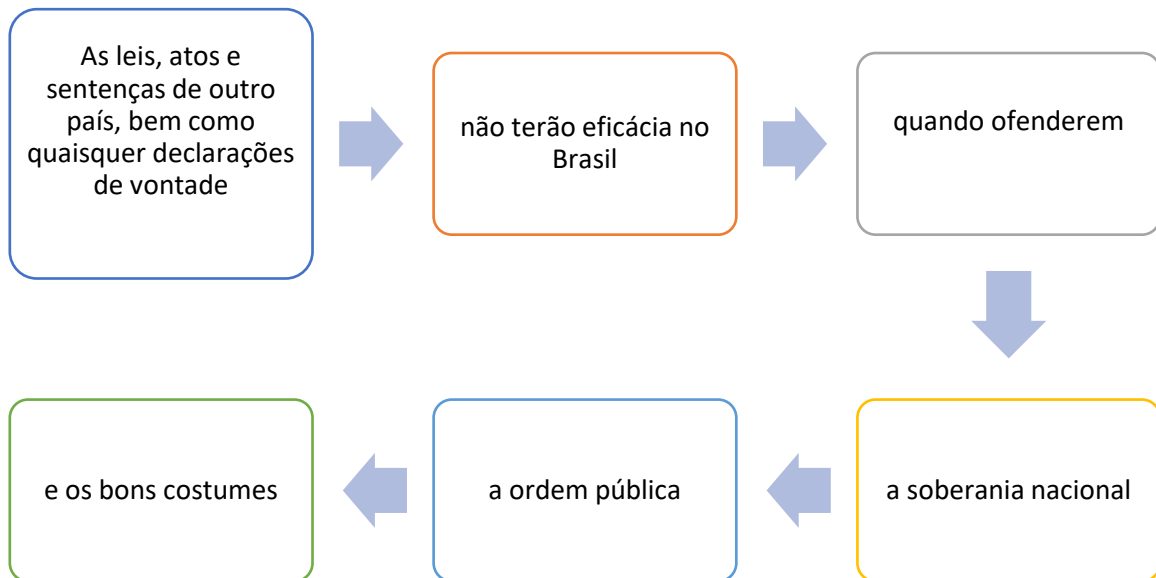 As leis, atos e
sentenças de outro
país, bem como
quaisquer declarações
de vontade
não terão eficácia no
Brasil
quando ofenderem
a soberania nacional
a ordem pública
e os bons costumes